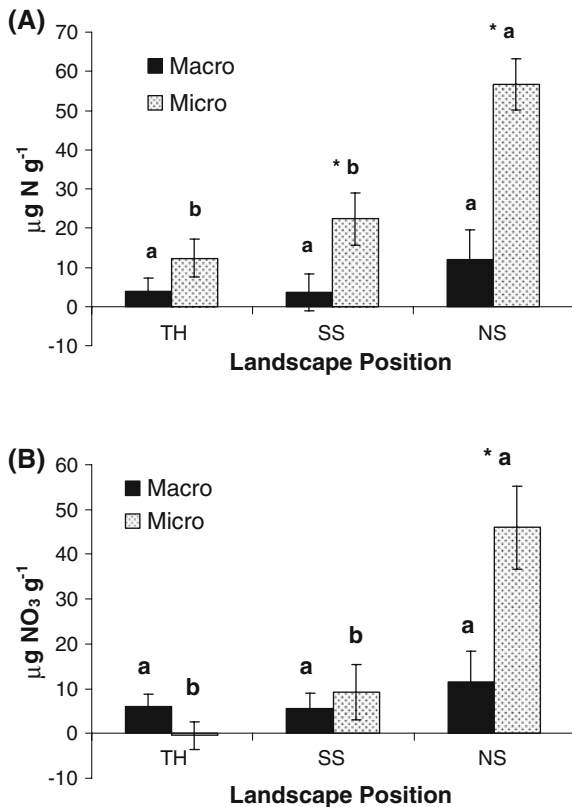 (A)
70
60
50
40
30
20
10
0
-10
µg N g-1
Macro
Micro
a
b
a
* b
a
* a
TH
SS
NS
Landscape Position
(B)
60
50
40
30
20
10
0
-10
µg NO3 g-1
Macro
Micro
a
b
a
b
a
* a
TH
SS
NS
Landscape Position